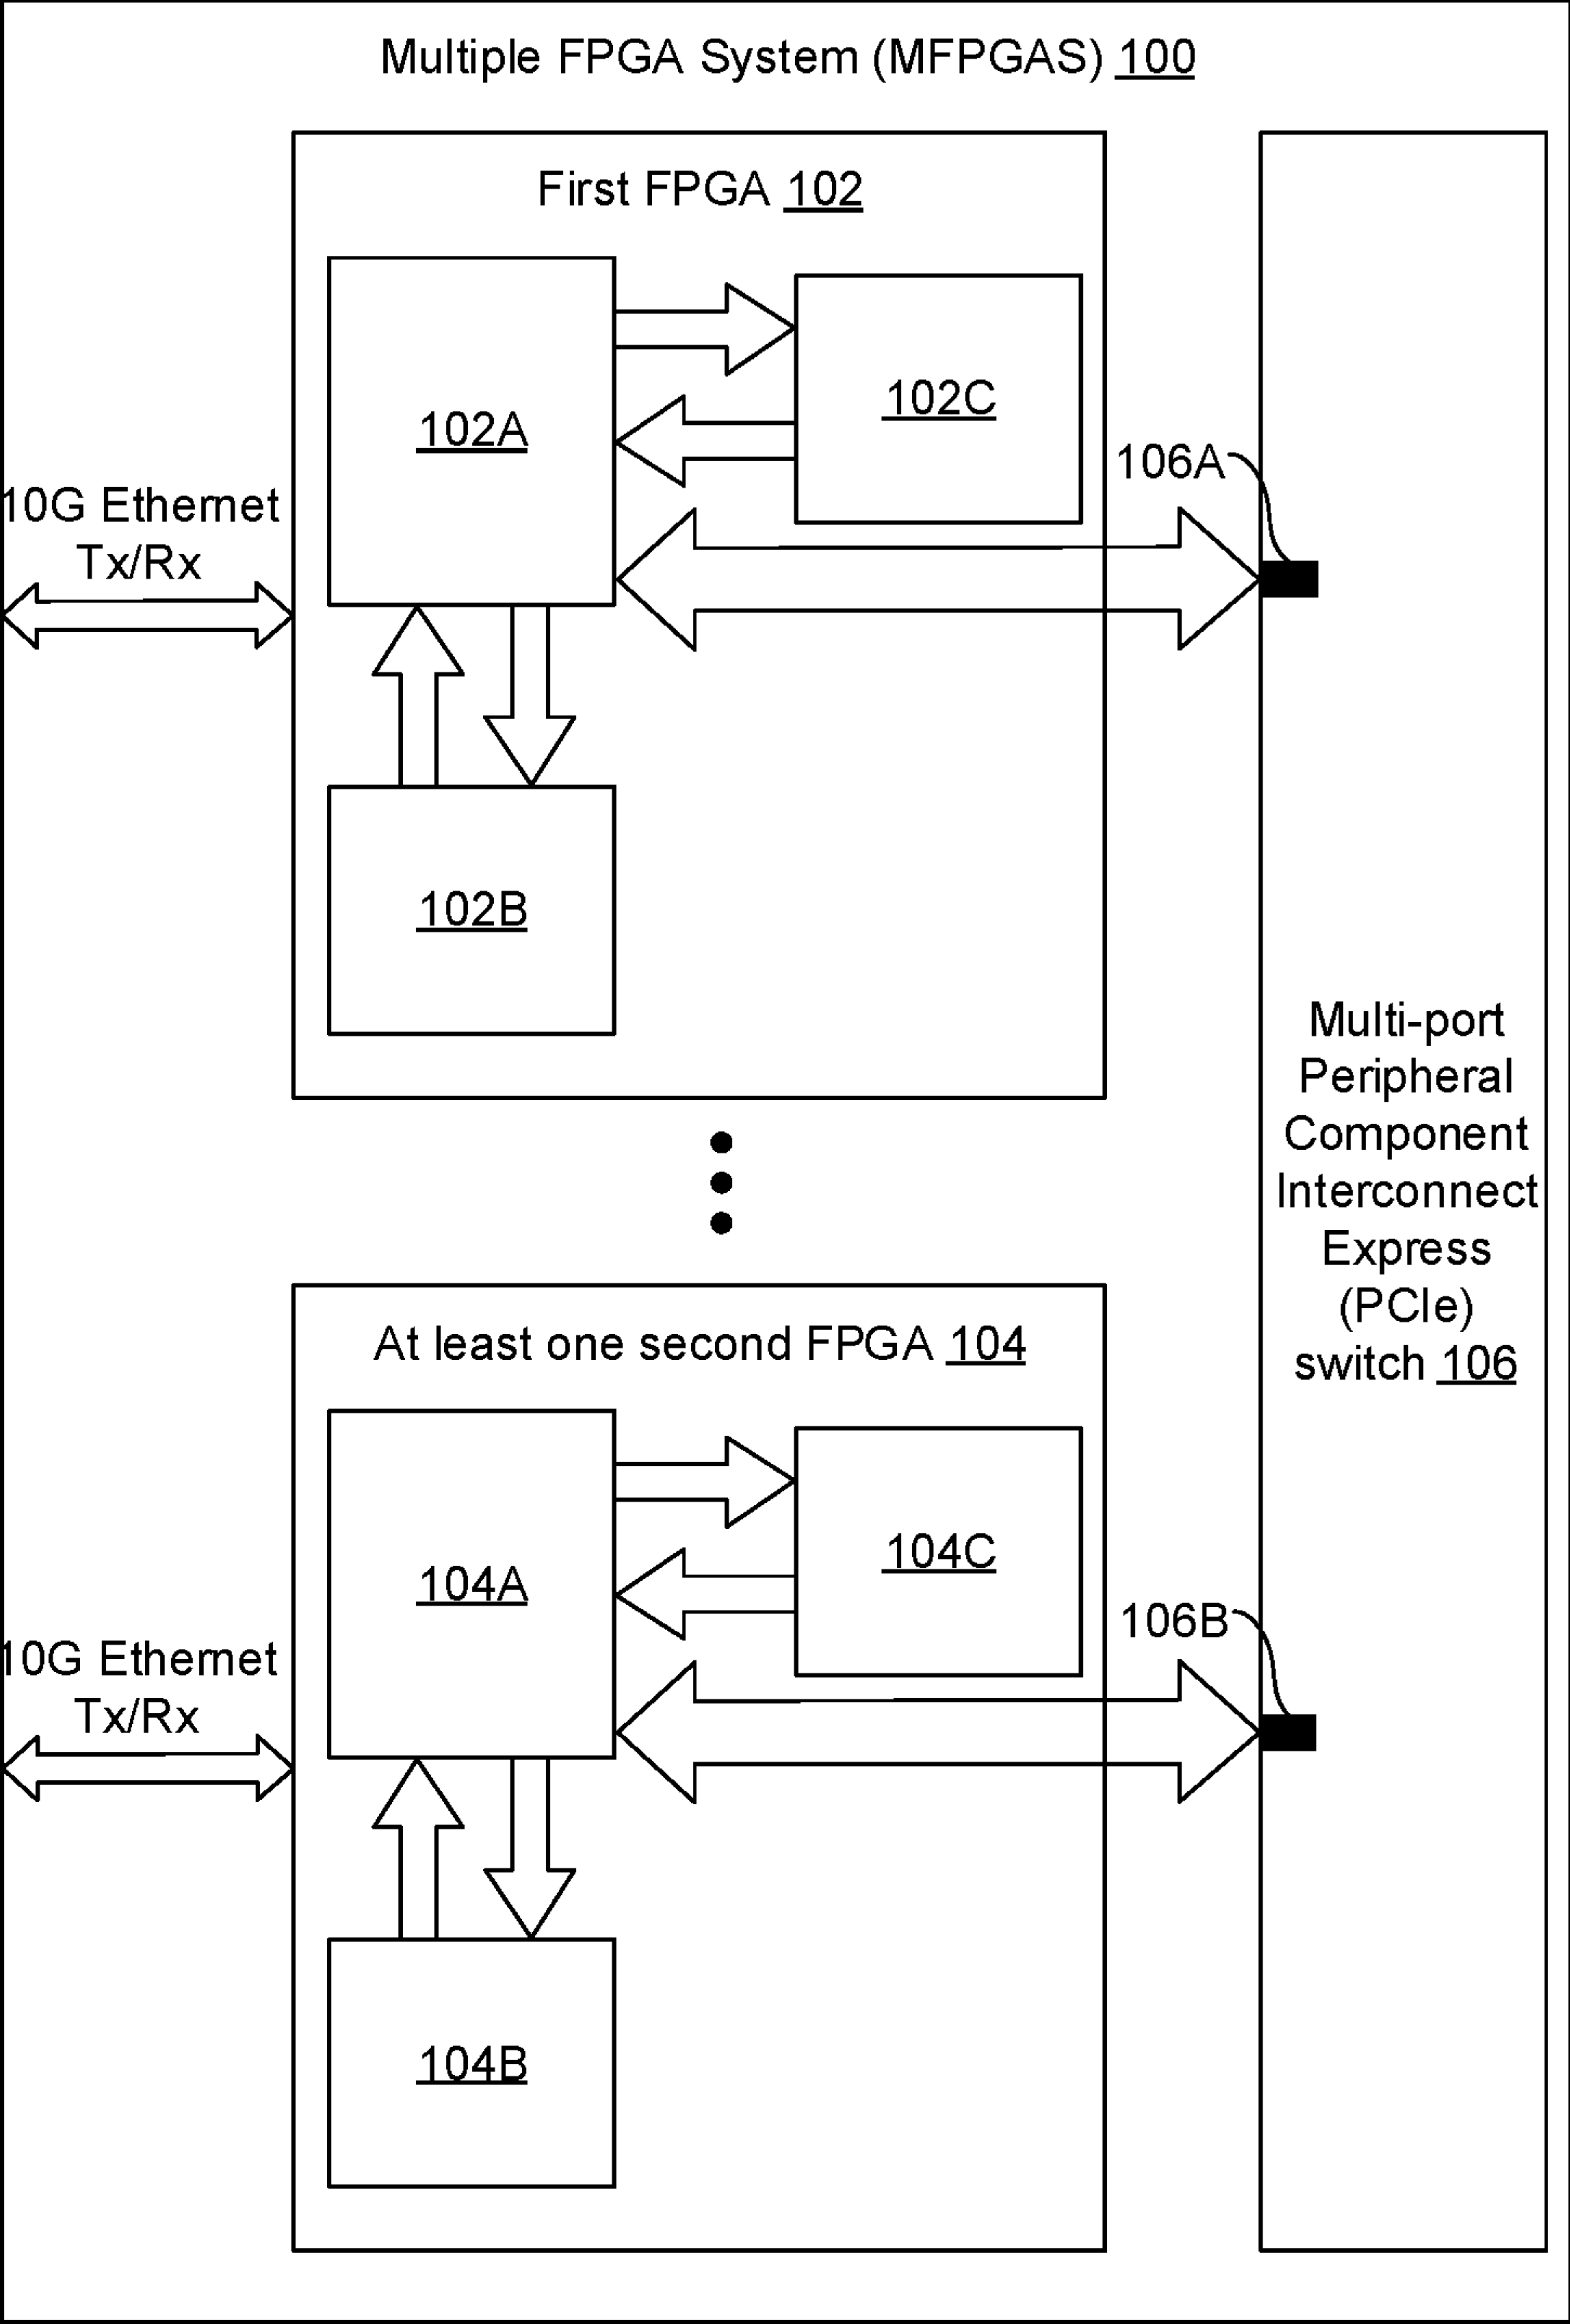 Multiple FPGA System (MFPGAS) 100
First FPGA 102
102A
102C
106A
10G Ethernet
Tx/Rx
102B
Multi-port
Peripheral
Component
Interconnect
Express
(PCIe)
switch 106
At least one second FPGA 104
104A
104C
106B
10G Ethernet
Tx/Rx
104B